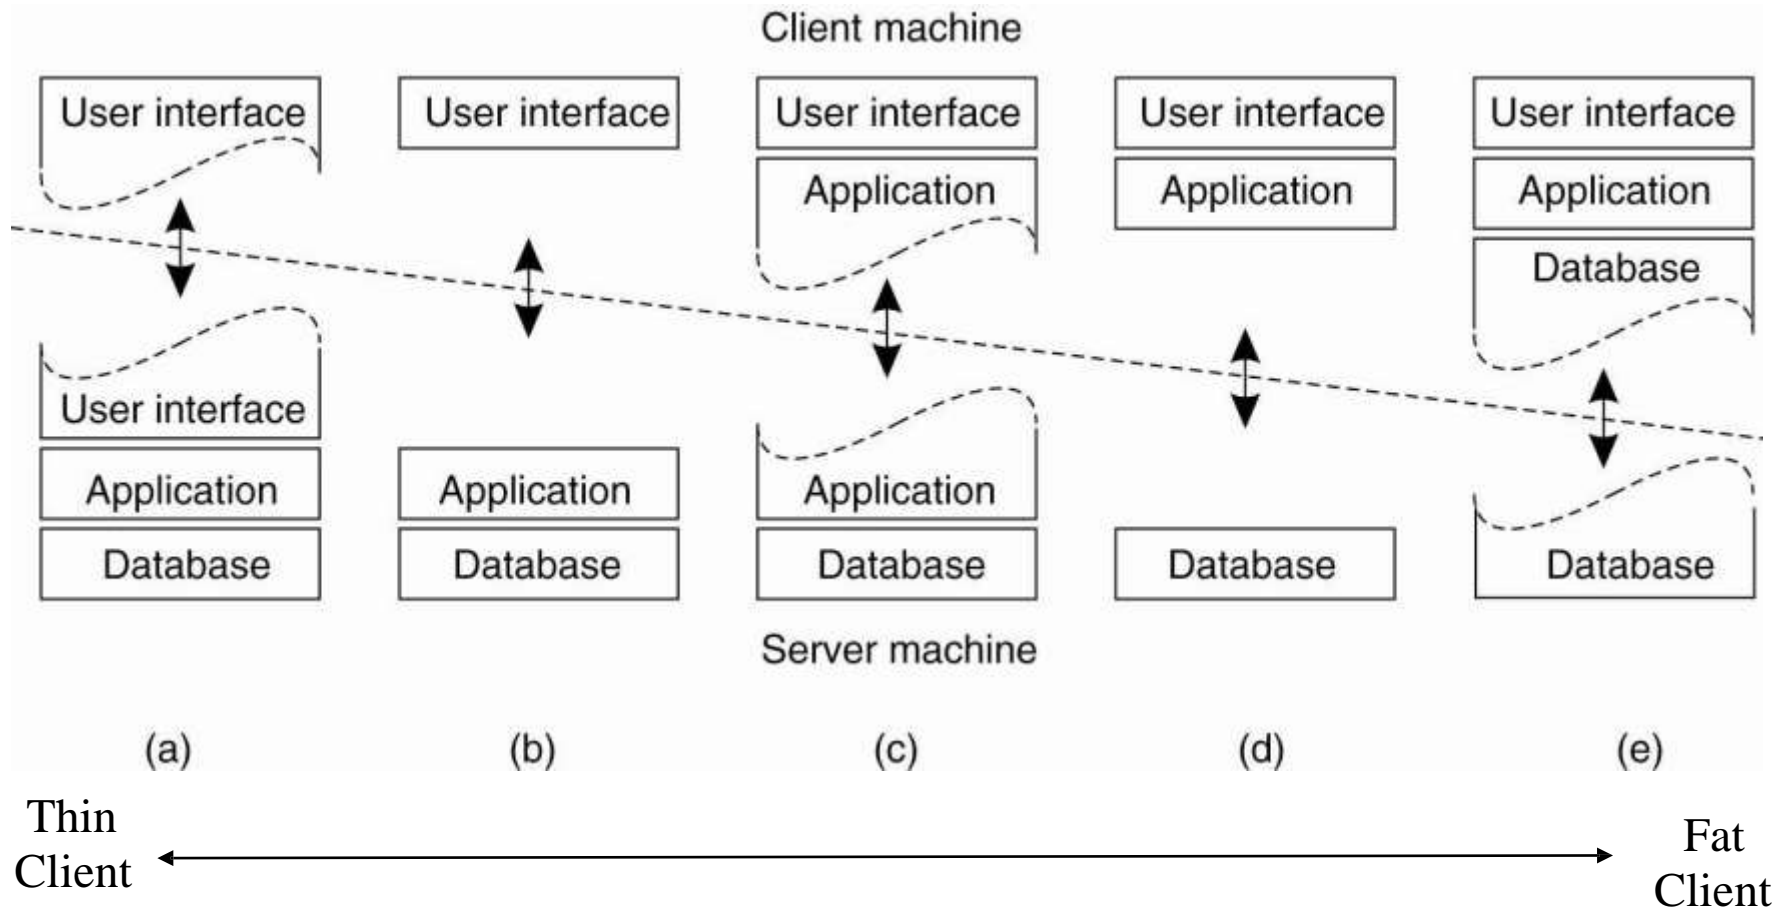 Client machine
User interface User interface User interface User interface User interface
Application Application Application
Database
User interface
Application Application Application
Database Database Database Database Database
Server machine
(a) (b) (c) (d) (e)
Thin
Client
Fat
Client